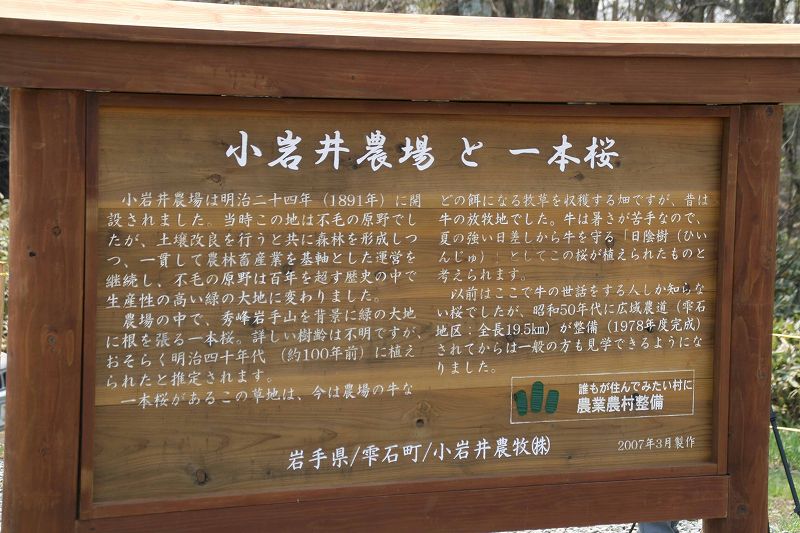 小岩井農場と一本桜
小岩井農場は明治二十四年（1891年）に開
設されました。当時この地は不毛の原野でし
たが、土壌改良を行うと共に森林を形成しつ
つ、一貫して農林畜産業を基軸とした運営を
継続し、不毛の原野は百年を超す歴史の中で
生産性の高い緑の大地に変わりました。
農場の中で、秀峰岩手山を背景に緑の大地
に根を張る一本桜。詳しい樹齢は不明ですが、
おそらく明治四十年代（約100年前）に植え
られたと推定されます。
一本桜があるこの草地は、今は農場の牛な
どの餌になる牧草を収穫する畑ですが、昔は
牛の放牧地でした。牛は暑さが苦手なので、
夏の強い日差しから牛を守る「日陰樹（ひい
んじゅ）」としてこの桜が植えられたものと
考えられます。
以前はここで牛の世話をする人しか知らな
い桜でしたが、昭和50年代に広域農道（雫石
地区：全長19.5km）が整備（1978年度完成）
されてからは一般の方も見学できるようにな
りました。
誰もが住んでみたい村に
農業農村整備
岩手県/雫石町/小岩井農牧㈱
2007年3月製作